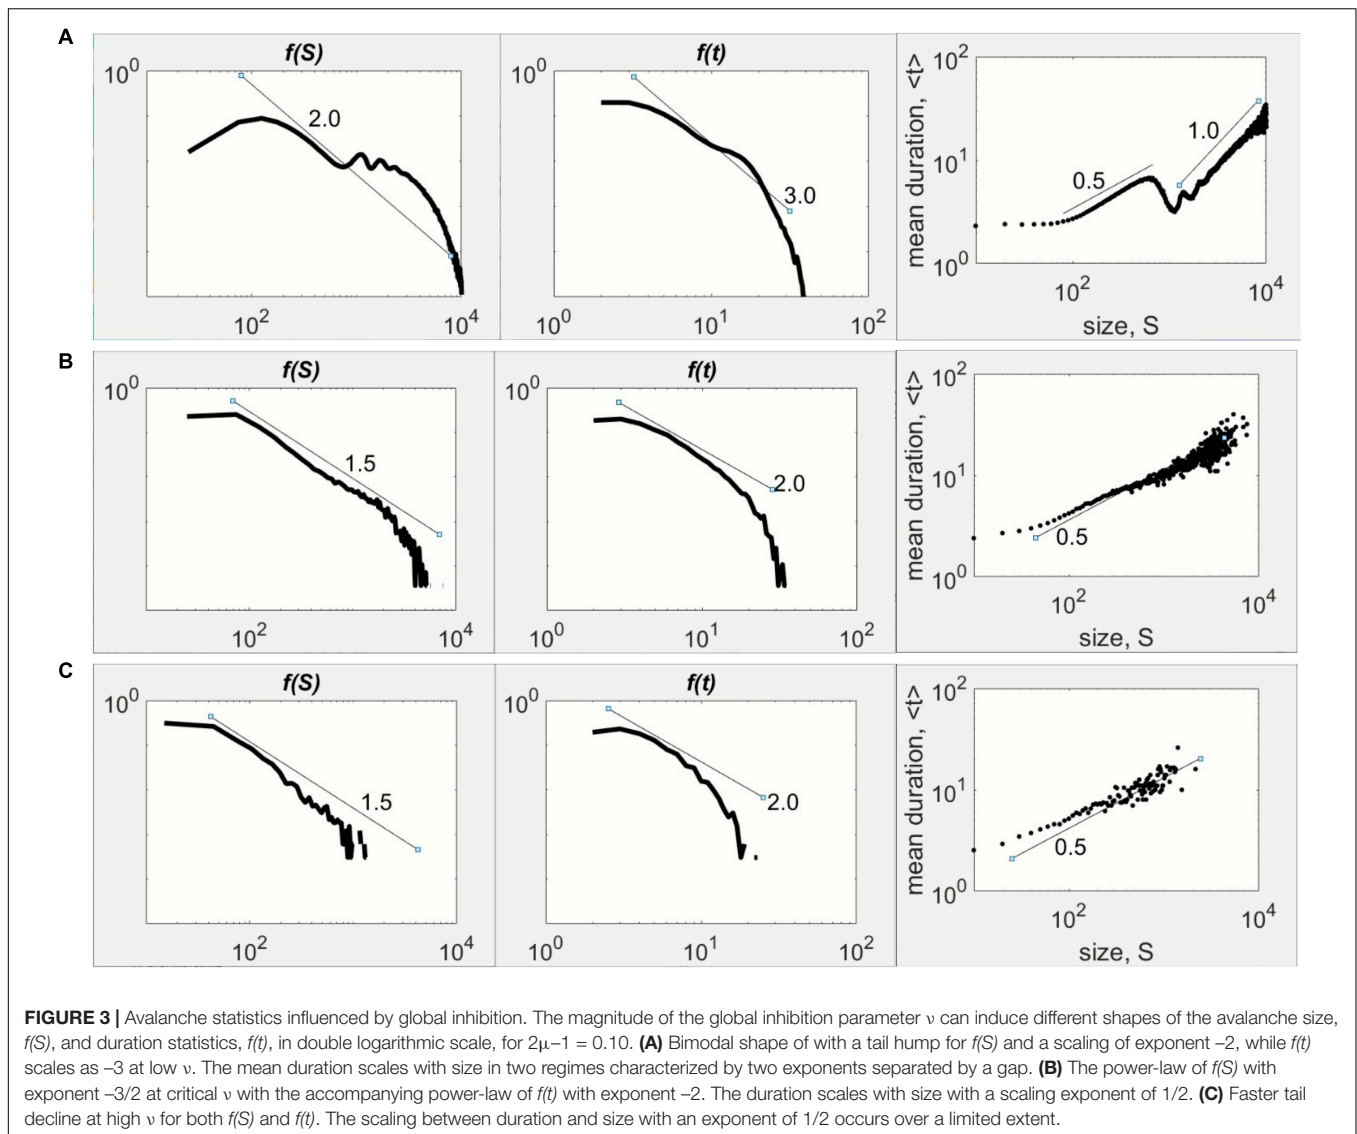 A
f(S)
f(t)
10^0
2.0
10^2
10^4
10^0
3.0
10^0
10^1
10^2
mean duration, <t>
10^2
10^1
10^0
0.5
1.0
10^2
10^4
size, S
B
f(S)
f(t)
10^0
1.5
10^2
10^4
10^0
2.0
10^0
10^1
10^2
mean duration, <t>
10^2
10^1
10^0
0.5
10^2
10^4
size, S
C
f(S)
f(t)
10^0
1.5
10^2
10^4
10^0
2.0
10^0
10^1
10^2
mean duration, <t>
10^2
10^1
10^0
0.5
10^2
10^4
size, S
FIGURE 3 | Avalanche statistics influenced by global inhibition. The magnitude of the global inhibition parameter ν can induce different shapes of the avalanche size,
f(S), and duration statistics, f(t), in double logarithmic scale, for 2μ–1 = 0.10. (A) Bimodal shape of with a tail hump for f(S) and a scaling of exponent –2, while f(t)
scales as –3 at low ν. The mean duration scales with size in two regimes characterized by two exponents separated by a gap. (B) The power-law of f(S) with
exponent –3/2 at critical ν with the accompanying power-law of f(t) with exponent –2. The duration scales with size with a scaling exponent of 1/2. (C) Faster tail
decline at high ν for both f(S) and f(t). The scaling between duration and size with an exponent of 1/2 occurs over a limited extent.